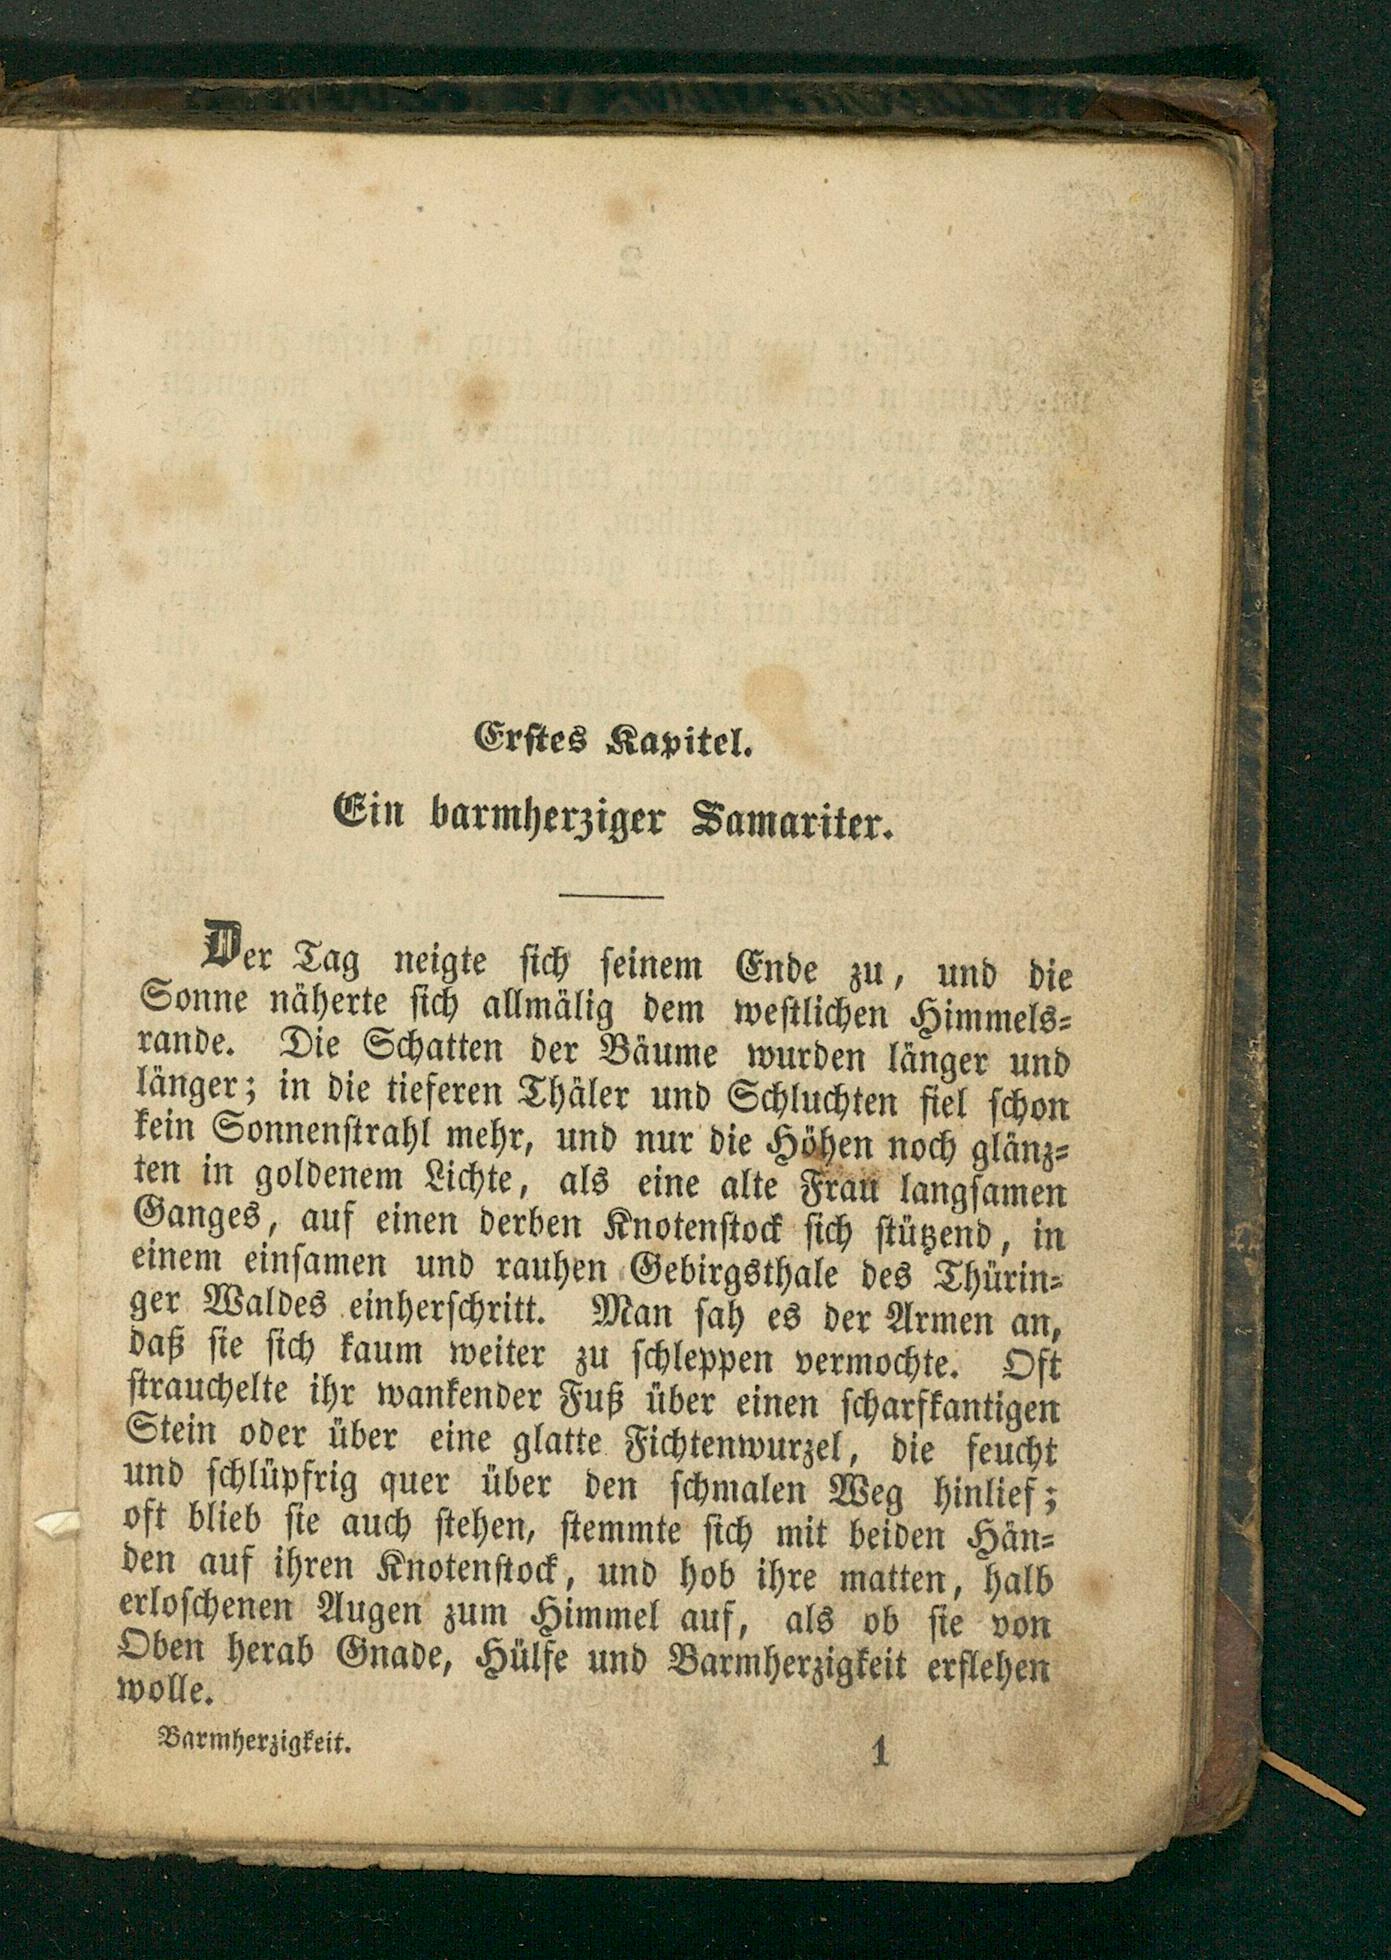 Erstes Kapitel.
Ein barmherziger Samariter.
Der Tag neigte sich seinem Ende zu, und die
Sonne näherte sich allmälig dem westlichen Himmels-
rande. Die Schatten der Bäume wurden länger und
länger; in die tieferen Thäler und Schluchten fiel schon
kein Sonnenstrahl mehr, und nur die Höhen noch glänz-
ten in goldenem Lichte, als eine alte Frau langsamen
Ganges, auf einen derben Knotenstock sich stützend, in
einem einsamen und rauhen Gebirgsthale des Thürin-
ger Waldes einherschritt. Man sah es der Armen an,
daß sie sich kaum weiter zu schleppen vermochte. Oft
strauchelte ihr wankender Fuß über einen scharfkantigen
Stein oder über eine glatte Fichtenwurzel, die feucht
und schlüpfrig quer über den schmalen Weg hinlief;
oft blieb sie auch stehen, stemmte sich mit beiden Hän-
den auf ihren Knotenstock, und hob ihre matten, halb
erloschenen Augen zum Himmel auf, als ob sie von
Oben herab Gnade, Hülfe und Barmherzigkeit erflehen
wolle.
Barmherzigkeit. 1